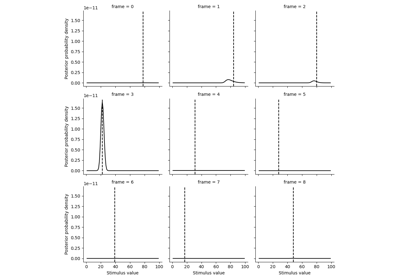 1e−11 frame = 0 frame = 1 frame = 2
Posterior probability density
1.50
1.25
1.00
0.75
0.50
0.25
0.00
1e−11 frame = 3 frame = 4 frame = 5
Posterior probability density
1.50
1.25
1.00
0.75
0.50
0.25
0.00
1e−11 frame = 6 frame = 7 frame = 8
Posterior probability density
1.50
1.25
1.00
0.75
0.50
0.25
0.00
0 20 40 60 80 100 0 20 40 60 80 100 0 20 40 60 80 100
Stimulus value Stimulus value Stimulus value